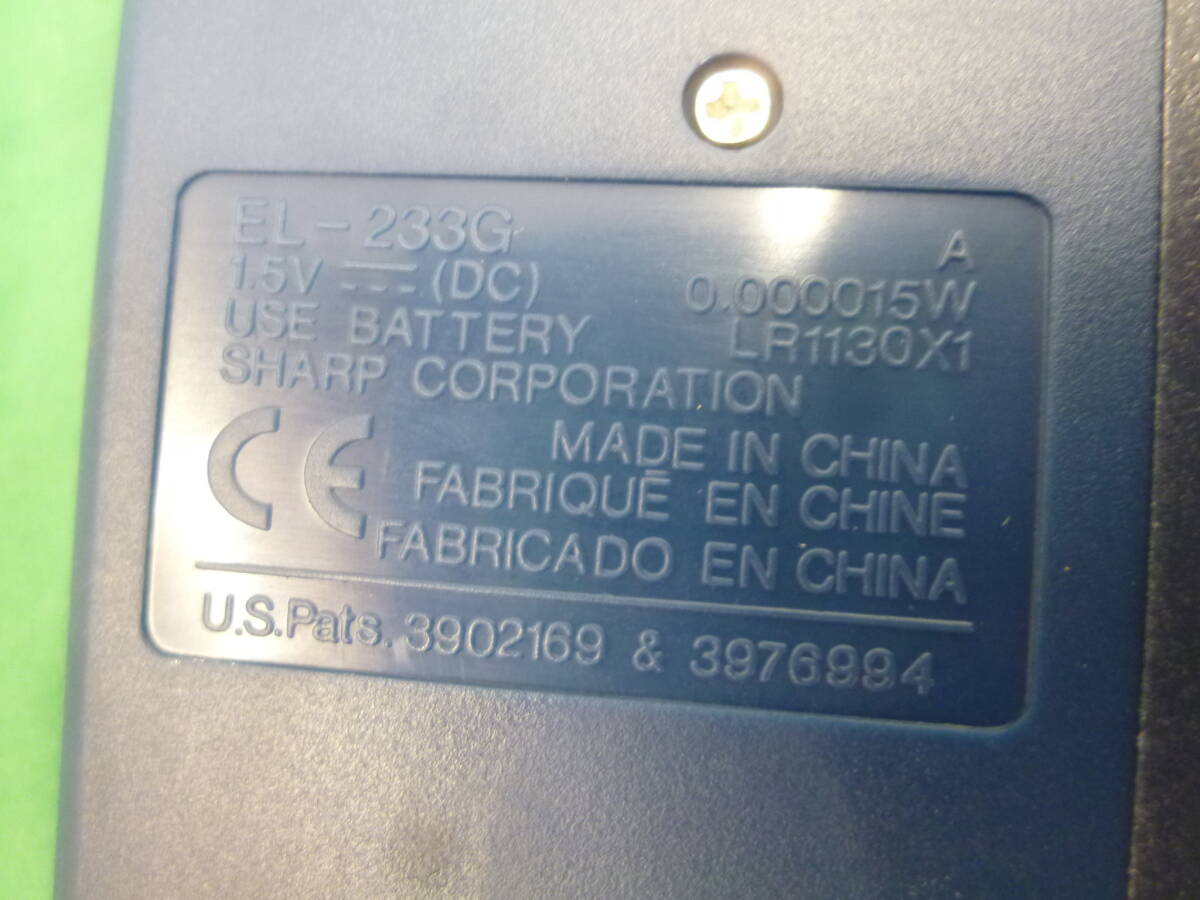 EL-233G A
1.5V ⎓ (DC) 0.000015W
USE BATTERY LR1130X1
SHARP CORPORATION
MADE IN CHINA
FABRIQUÉ EN CHINE
FABRICADO EN CHINA
CE
U.S.Pats. 3902169 & 3976994